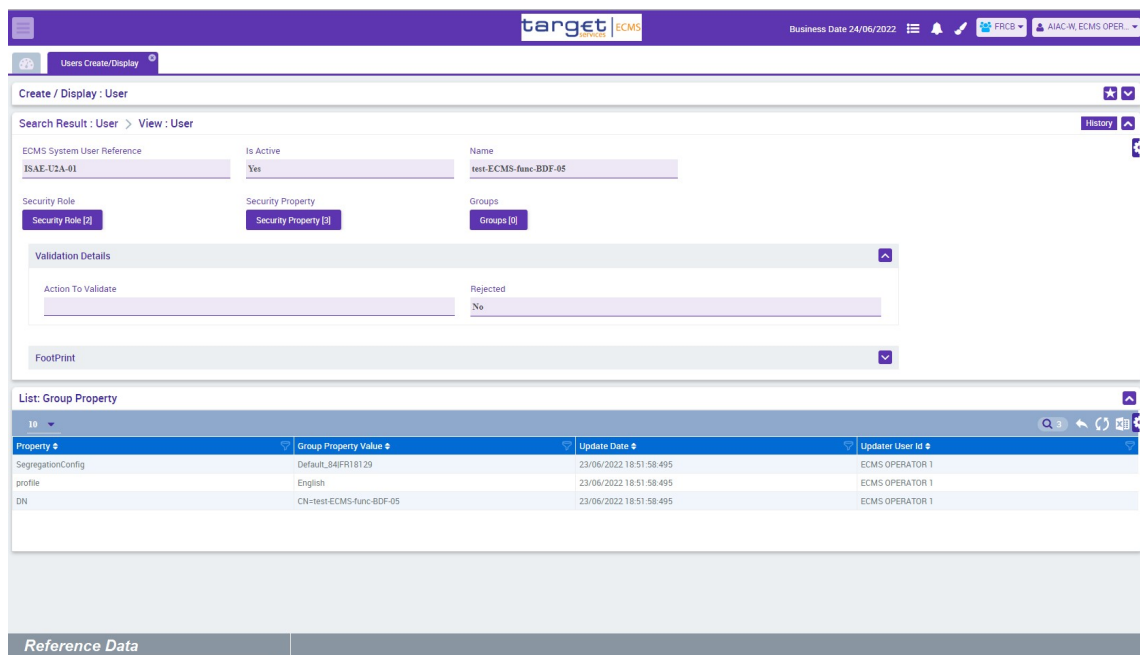 target services | ECMS
Business Date 24/06/2022 FRCB AIAC-W, ECMS OPER...
Users Create/Display
Create / Display : User
Search Result : User > View : User History
ECMS System User Reference Is Active Name
ISAE-U2A-01 Yes test-ECMS-func-BDF-05
Security Role Security Property Groups
Security Role [2] Security Property [3] Groups [0]
Validation Details
Action To Validate Rejected
No
FootPrint
List: Group Property
10 3
Property Group Property Value Update Date Updater User Id
SegregationConfig Default_84|FR18129 23/06/2022 18:51:58:495 ECMS OPERATOR 1
profile English 23/06/2022 18:51:58:495 ECMS OPERATOR 1
DN CN=test-ECMS-func-BDF-05 23/06/2022 18:51:58:495 ECMS OPERATOR 1
Reference Data